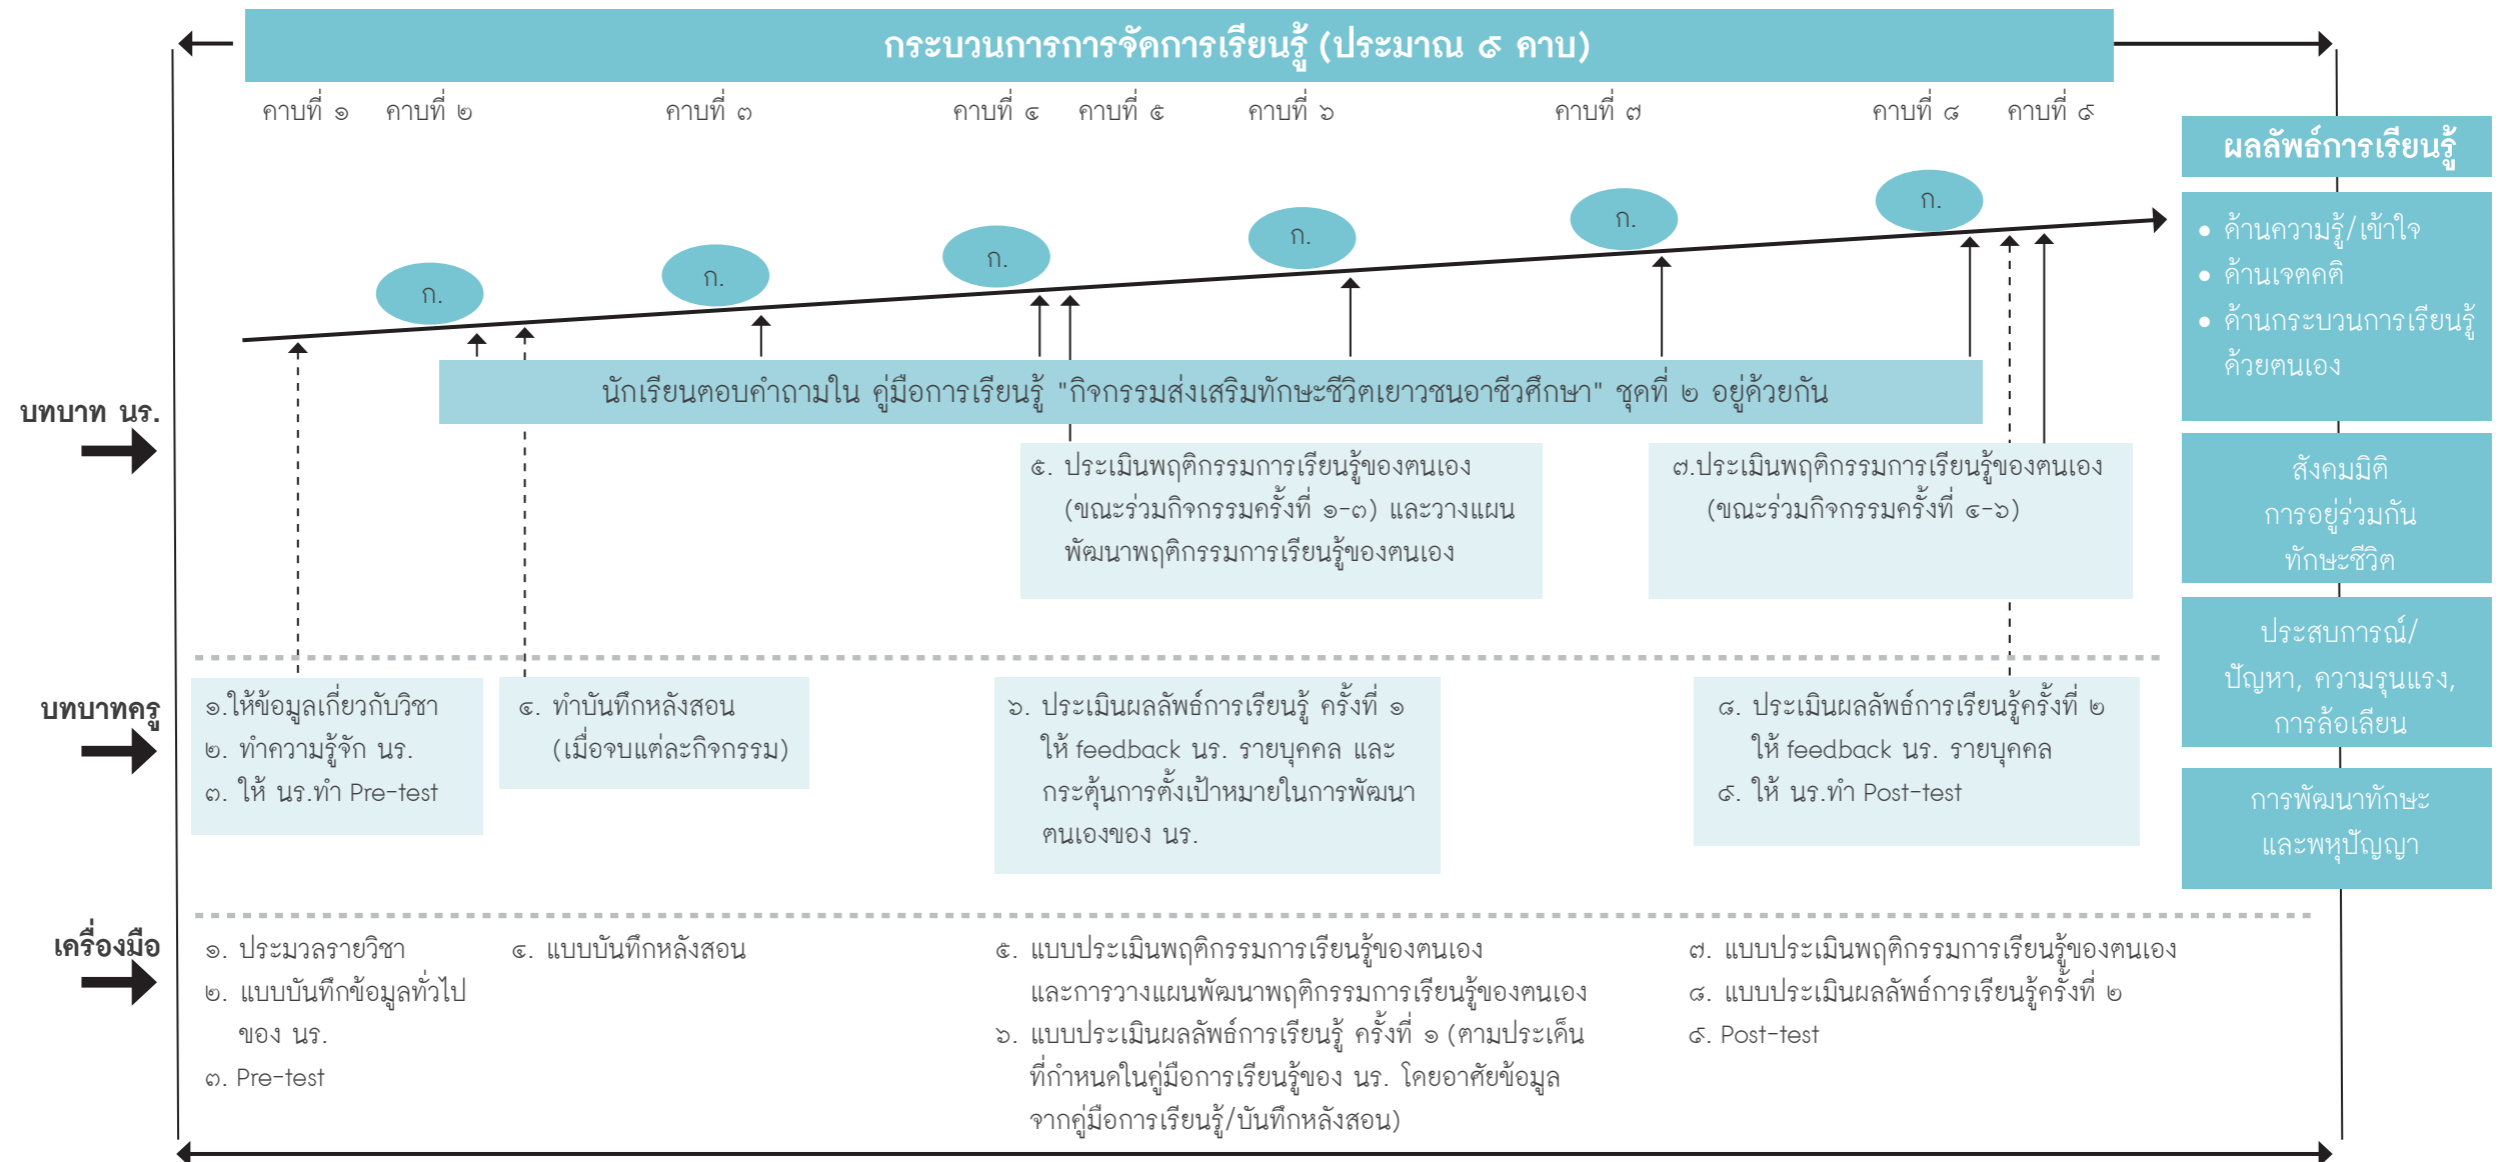 กระบวนการการจัดการเรียนรู้ (ประมาณ ๙ คาบ)
คาบที่ ๑
คาบที่ ๒
คาบที่ ๓
คาบที่ ๔
คาบที่ ๕
คาบที่ ๖
คาบที่ ๗
คาบที่ ๘
คาบที่ ๙
ก.
ก.
ก.
ก.
ก.
ก.
บทบาท นร.
นักเรียนตอบคำถามใน คู่มือการเรียนรู้ "กิจกรรมส่งเสริมทักษะชีวิตเยาวชนอาชีวศึกษา" ชุดที่ ๒ อยู่ด้วยกัน
๕. ประเมินพฤติกรรมการเรียนรู้ของตนเอง
(ขณะร่วมกิจกรรมครั้งที่ ๑-๓) และวางแผน
พัฒนาพฤติกรรมการเรียนรู้ของตนเอง
๗.ประเมินพฤติกรรมการเรียนรู้ของตนเอง
(ขณะร่วมกิจกรรมครั้งที่ ๔-๖)
บทบาทครู
๑.ให้ข้อมูลเกี่ยวกับวิชา
๒. ทำความรู้จัก นร.
๓. ให้ นร.ทำ Pre-test
๔. ทำบันทึกหลังสอน
(เมื่อจบแต่ละกิจกรรม)
๖. ประเมินผลลัพธ์การเรียนรู้ ครั้งที่ ๑
ให้ feedback นร. รายบุคคล และ
กระตุ้นการตั้งเป้าหมายในการพัฒนา
ตนเองของ นร.
๘. ประเมินผลลัพธ์การเรียนรู้ครั้งที่ ๒
ให้ feedback นร. รายบุคคล
๙. ให้ นร.ทำ Post-test
เครื่องมือ
๑. ประมวลรายวิชา
๒. แบบบันทึกข้อมูลทั่วไป
ของ นร.
๓. Pre-test
๔. แบบบันทึกหลังสอน
๕. แบบประเมินพฤติกรรมการเรียนรู้ของตนเอง
และการวางแผนพัฒนาพฤติกรรมการเรียนรู้ของตนเอง
๖. แบบประเมินผลลัพธ์การเรียนรู้ ครั้งที่ ๑ (ตามประเด็น
ที่กำหนดในคู่มือการเรียนรู้ของ นร. โดยอาศัยข้อมูล
จากคู่มือการเรียนรู้/บันทึกหลังสอน)
๗. แบบประเมินพฤติกรรมการเรียนรู้ของตนเอง
๘. แบบประเมินผลลัพธ์การเรียนรู้ครั้งที่ ๒
๙. Post-test
ผลลัพธ์การเรียนรู้
• ด้านความรู้/เข้าใจ
• ด้านเจตคติ
• ด้านกระบวนการเรียนรู้
ด้วยตนเอง
สังคมมิติ
การอยู่ร่วมกัน
ทักษะชีวิต
ประสบการณ์/
ปัญหา, ความรุนแรง,
การล้อเลียน
การพัฒนาทักษะ
และพหุปัญญา